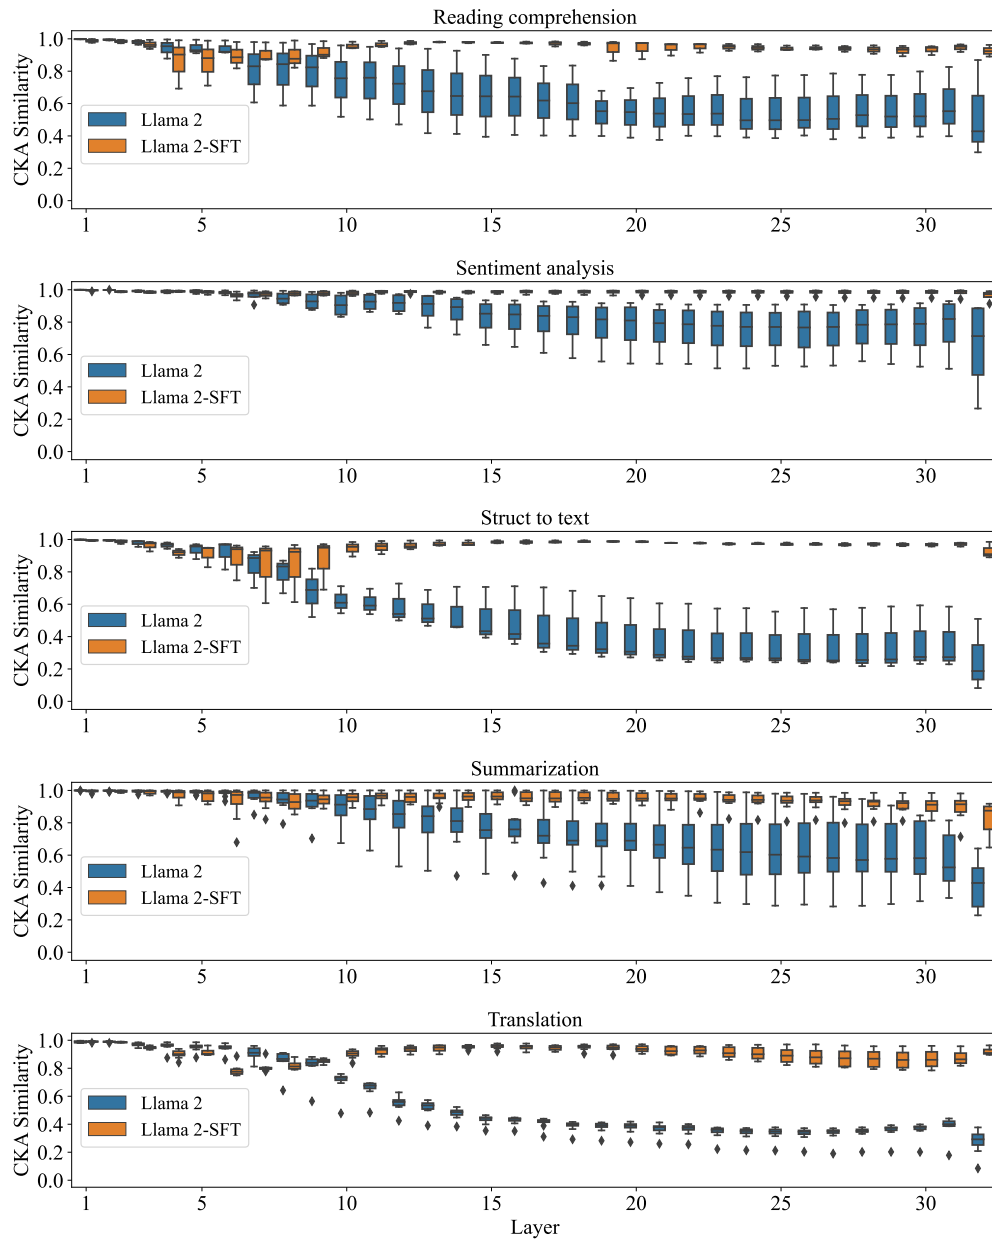 Reading comprehension
CKA Similarity
1.0
0.8
0.6
0.4
0.2
0.0
Llama 2
Llama 2-SFT
1 5 10 15 20 25 30
Sentiment analysis
CKA Similarity
1.0
0.8
0.6
0.4
0.2
0.0
Llama 2
Llama 2-SFT
1 5 10 15 20 25 30
Struct to text
CKA Similarity
1.0
0.8
0.6
0.4
0.2
0.0
Llama 2
Llama 2-SFT
1 5 10 15 20 25 30
Summarization
CKA Similarity
1.0
0.8
0.6
0.4
0.2
0.0
Llama 2
Llama 2-SFT
1 5 10 15 20 25 30
Translation
CKA Similarity
1.0
0.8
0.6
0.4
0.2
0.0
Llama 2
Llama 2-SFT
1 5 10 15 20 25 30
Layer